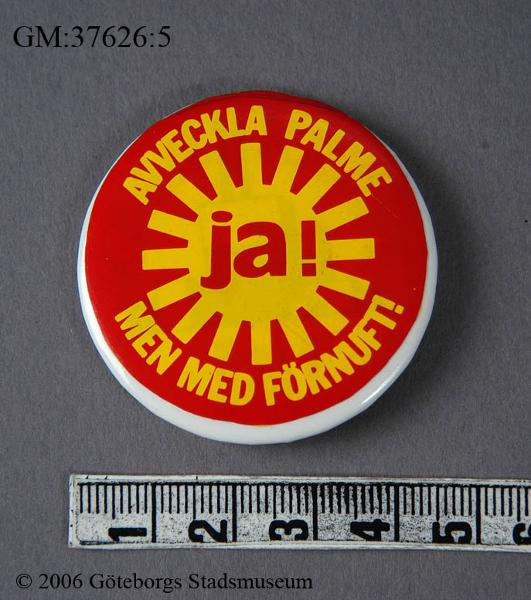 GM:37626:5
AVVECKLA PALME
ja!
MEN MED FÖRNUFT!
1 2 3 4 5 6
© 2006 Göteborgs Stadsmuseum